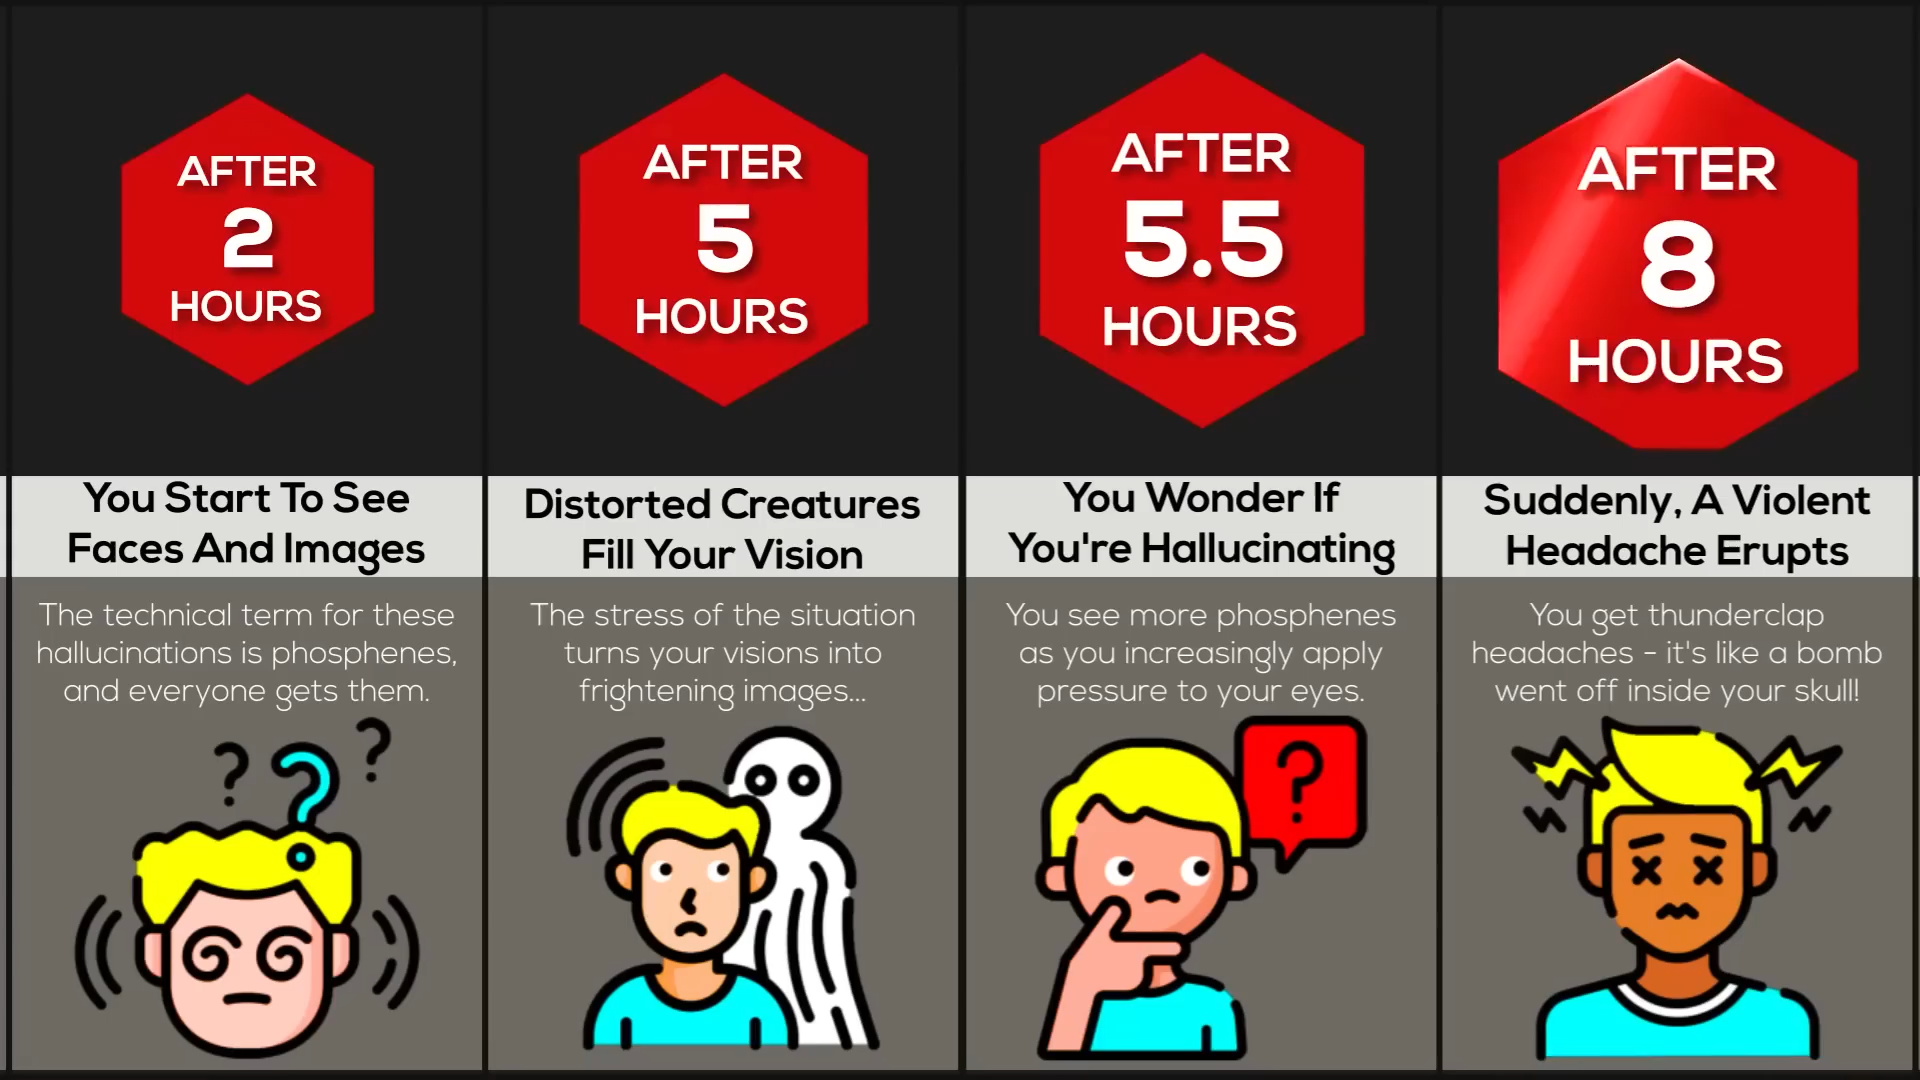 AFTER
2
HOURS
You Start To See
Faces And Images
The technical term for these
hallucinations is phosphenes,
and everyone gets them.
? ? ?
AFTER
5
HOURS
Distorted Creatures
Fill Your Vision
The stress of the situation
turns your visions into
frightening images...
AFTER
5.5
HOURS
You Wonder If
You're Hallucinating
You see more phosphenes
as you increasingly apply
pressure to your eyes.
?
AFTER
8
HOURS
Suddenly, A Violent
Headache Erupts
You get thunderclap
headaches - it's like a bomb
went off inside your skull!